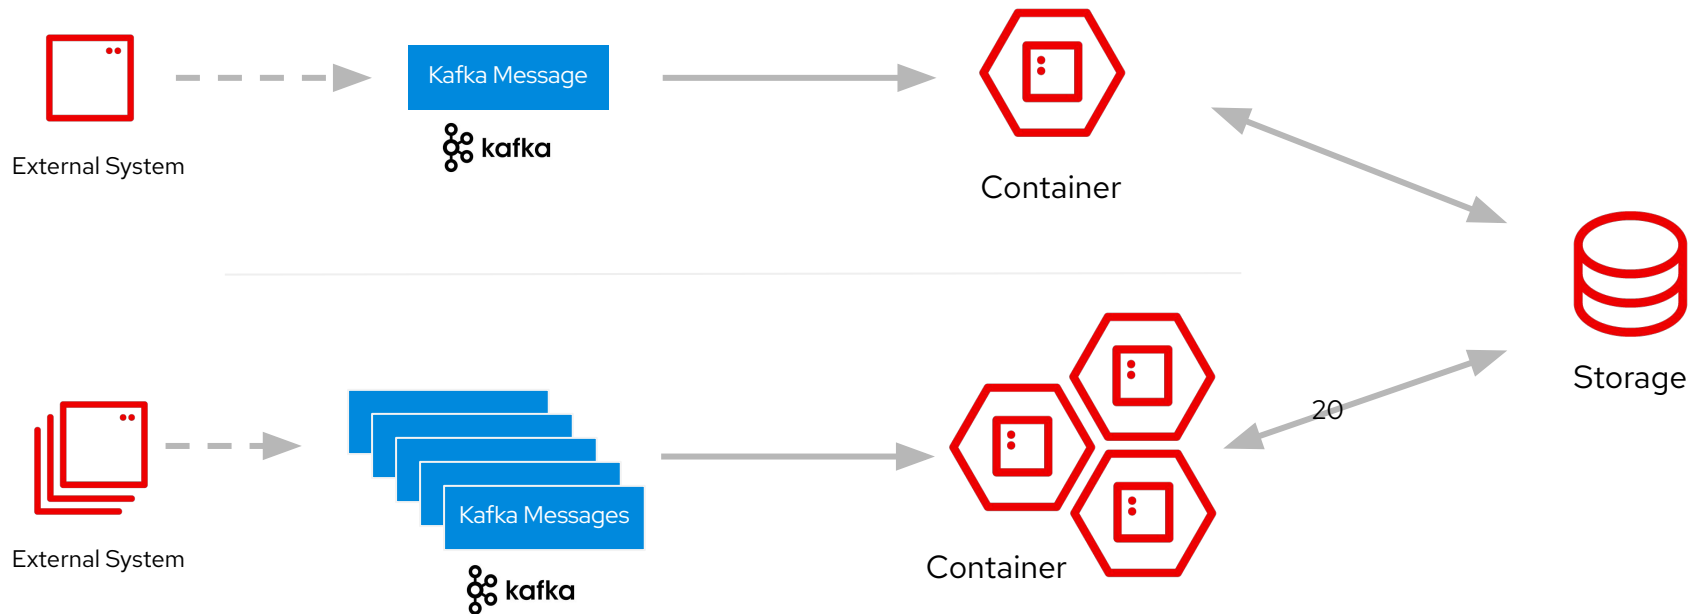 Kafka Message
kafka
External System
Container
Storage
20
Kafka Messages
External System
Container
kafka